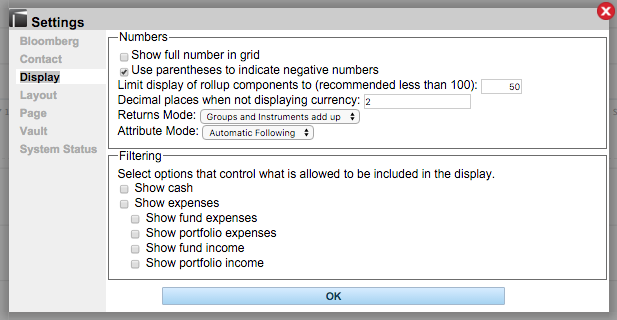 Settings
Bloomberg
Contact
Display
Layout
Page
Vault
System Status
Numbers
Show full number in grid
Use parentheses to indicate negative numbers
Limit display of rollup components to (recommended less than 100): 50
Decimal places when not displaying currency: 2
Returns Mode: Groups and Instruments add up
Attribute Mode: Automatic Following
Filtering
Select options that control what is allowed to be included in the display.
Show cash
Show expenses
Show fund expenses
Show portfolio expenses
Show fund income
Show portfolio income
OK